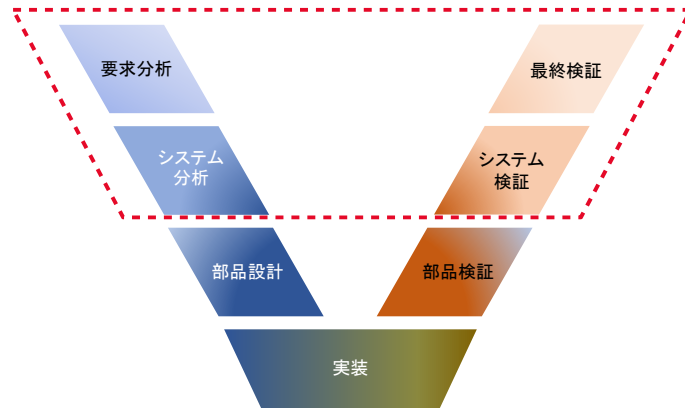 要求分析
最終検証
システム
分析
システム
検証
部品設計
部品検証
実装